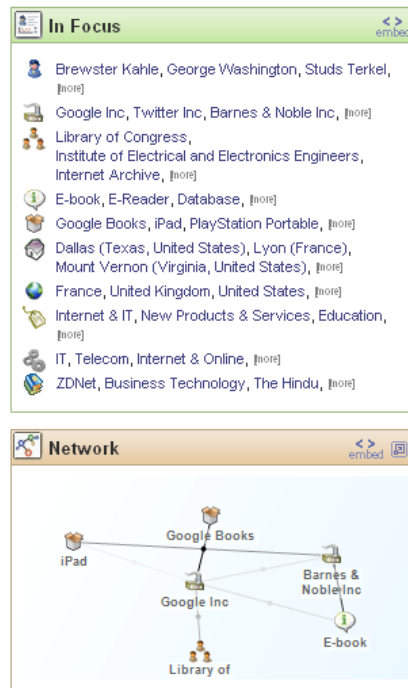 In Focus
< >
embed
Brewster Kahle, George Washington, Studs Terkel,
[more]
Google Inc, Twitter Inc, Barnes & Noble Inc, [more]
Library of Congress,
Institute of Electrical and Electronics Engineers,
Internet Archive, [more]
E-book, E-Reader, Database, [more]
Google Books, iPad, PlayStation Portable, [more]
Dallas (Texas, United States), Lyon (France),
Mount Vernon (Virginia, United States), [more]
France, United Kingdom, United States, [more]
Internet & IT, New Products & Services, Education,
[more]
IT, Telecom, Internet & Online, [more]
ZDNet, Business Technology, The Hindu, [more]
Network
< >
embed
Google Books
iPad
Barnes &
Noble Inc
Google Inc
E-book
Library of